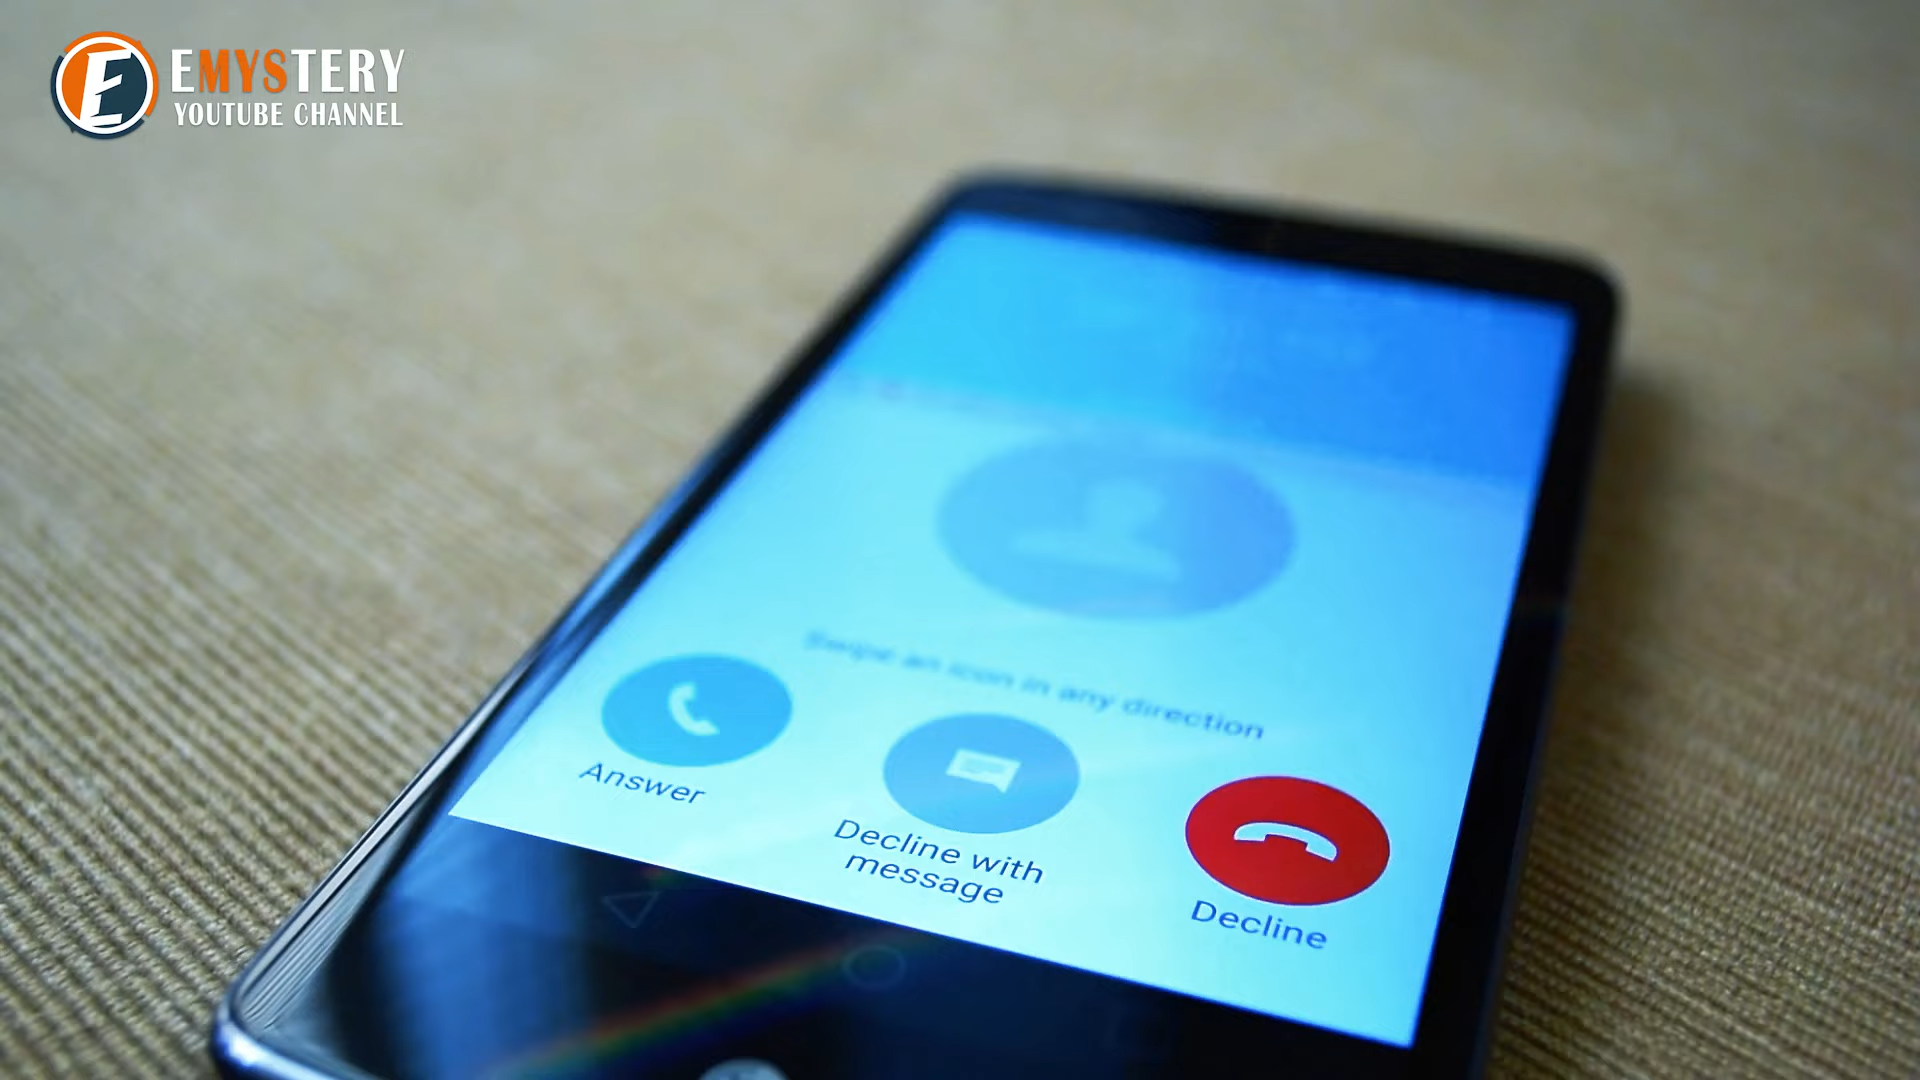 EMYSTERY
YOUTUBE CHANNEL
Swipe an icon in any direction
Answer
Decline with
message
Decline